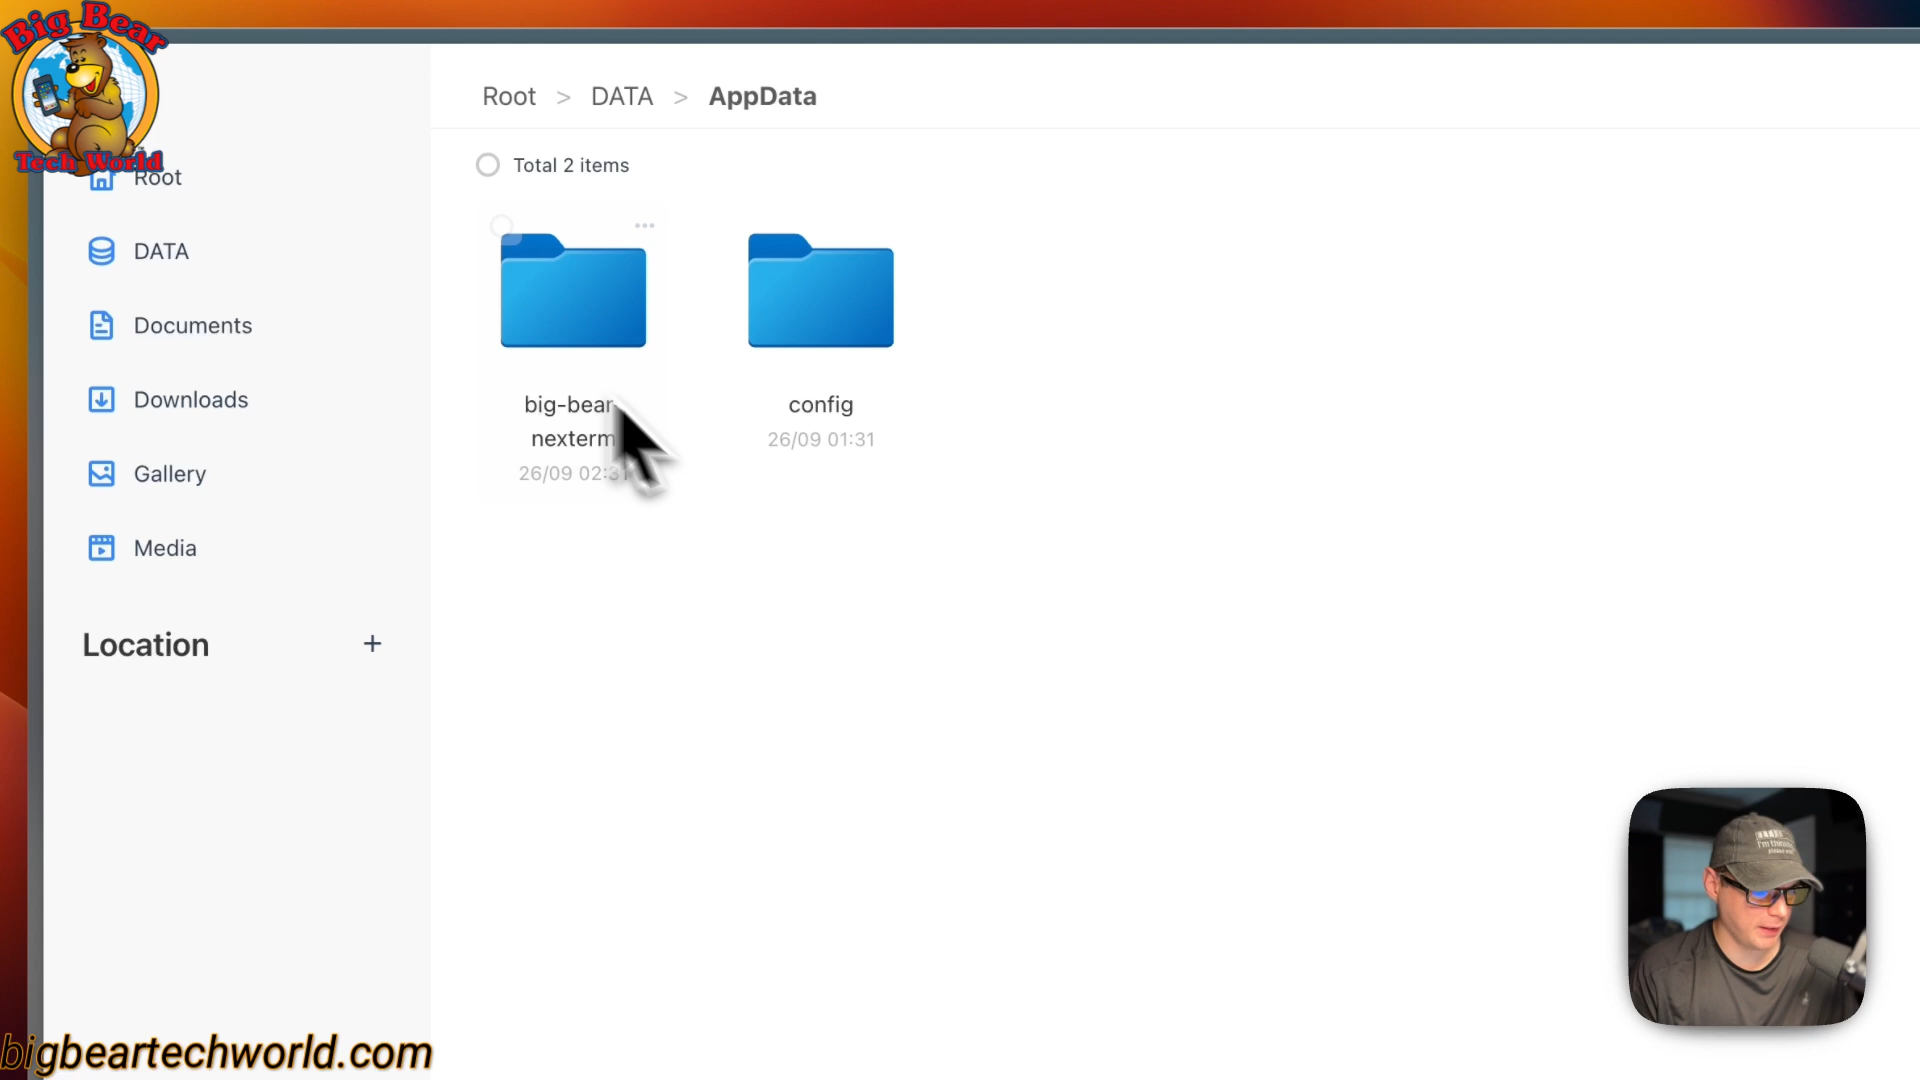 Big Bear
Tech World
Root > DATA > AppData
Total 2 items
Root
DATA
Documents
Downloads
Gallery
Media
Location +
big-bear-
nexterm
26/09 02:31
config
26/09 01:31
I'm thinking
bigbeartechworld.com